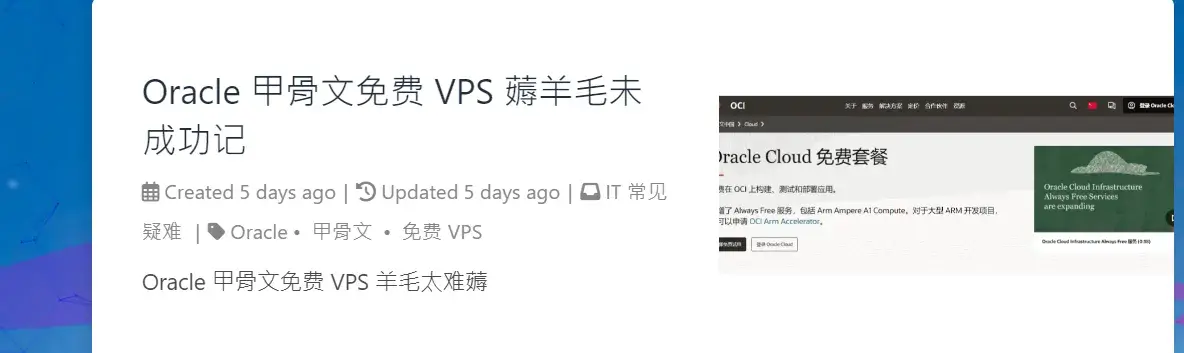 Oracle 甲骨文免费 VPS 薅羊毛未
成功记
Created 5 days ago | Updated 5 days ago | IT 常见
疑难 | Oracle • 甲骨文 • 免费 VPS
Oracle 甲骨文免费 VPS 羊毛太难薅
OCI 关于 服务 解决方案 定价 合作伙伴 资源 登录 Oracle Clo
Cloud
Oracle Cloud 免费套餐
费在 OCI 上构建、测试和部署应用。
增了 Always Free 服务，包括 Arm Ampere A1 Compute。对于大型 ARM 开发项目，
可以申请 OCI Arm Accelerator。
登录 Oracle Cloud
Oracle Cloud Infrastructure
Always Free Services
are expanding
Oracle Cloud Infrastructure Always Free 服务 (0:55)